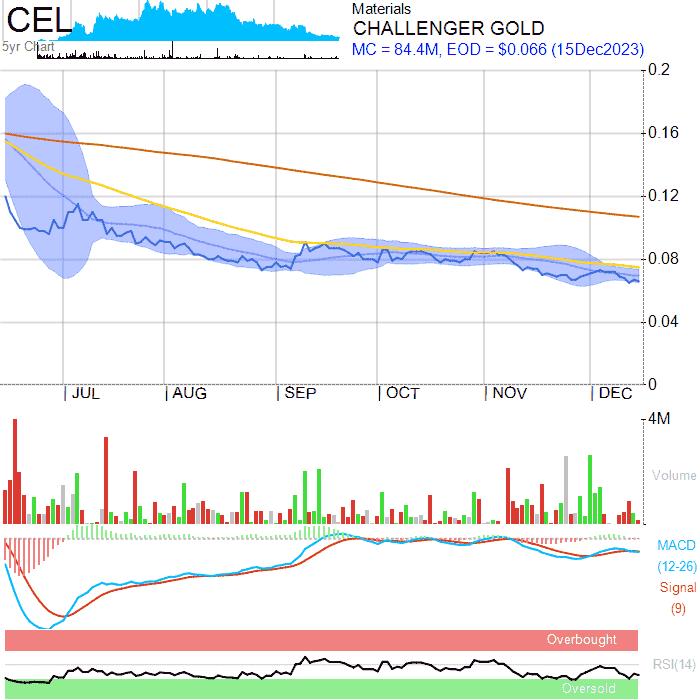 CEL
5yr Chart
Materials
CHALLENGER GOLD
MC = 84.4M, EOD = $0.066 (15Dec2023)
0.2
0.16
0.12
0.08
0.04
0
JUL
AUG
SEP
OCT
NOV
DEC
4M
Volume
MACD
(12-26)
Signal
(9)
Overbought
RSI(14)
Oversold